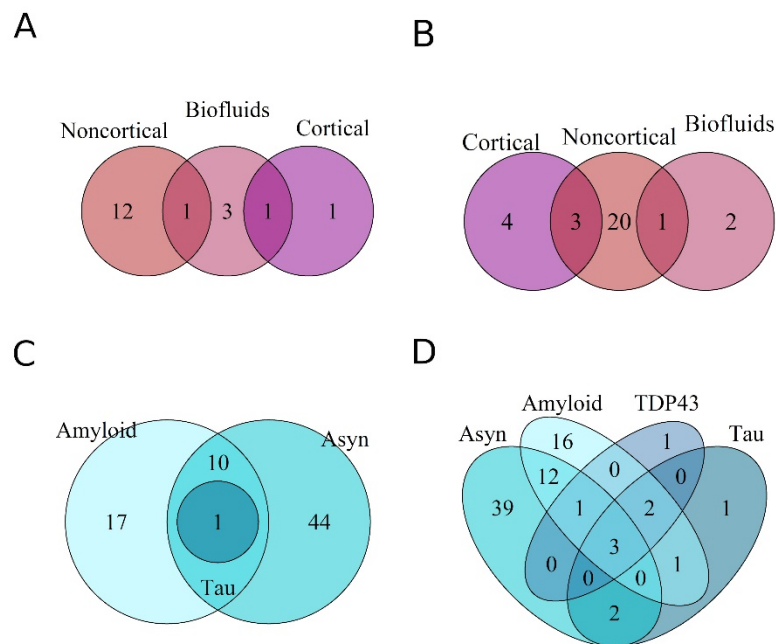 A
B
Biofluids
Noncortical
Cortical
12
1
3
1
1
Biofluids
Noncortical
Cortical
4
3
20
1
2
C
D
Amyloid
Asyn
10
17
1
44
Tau
Amyloid
TDP43
Asyn
Tau
16
1
12
0
0
39
1
2
1
3
0
0
0
1
2